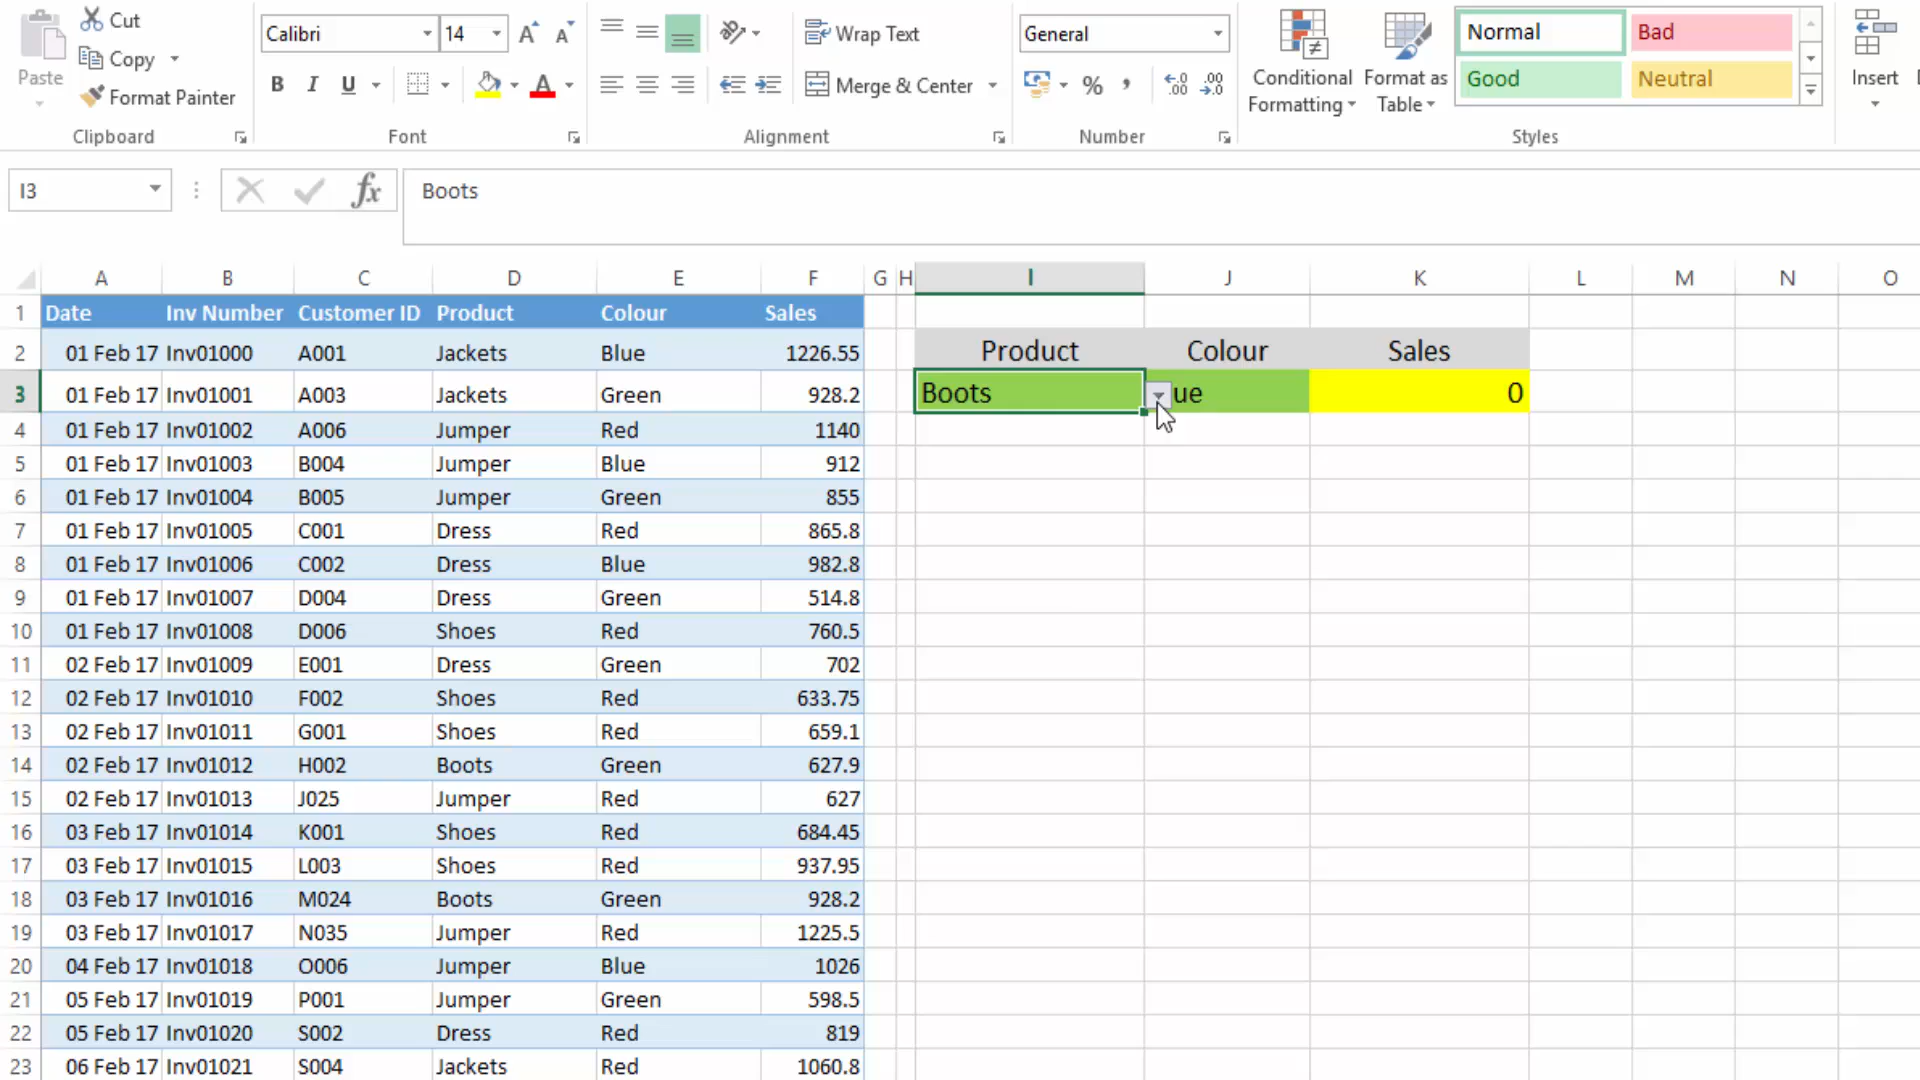 Cut
Copy
Format Painter
Paste
Clipboard
Calibri 14
B I U A
Font
Wrap Text
Merge & Center
Alignment
General
% ,
Number
Conditional Formatting
Format as Table
Normal Bad
Good Neutral
Styles
Insert
I3 fx Boots
A B C D E F G H I J K L M N O
1 Date Inv Number Customer ID Product Colour Sales
2 01 Feb 17 Inv01000 A001 Jackets Blue 1226.55 Product Colour Sales
3 01 Feb 17 Inv01001 A003 Jackets Green 928.2 Boots ue 0
4 01 Feb 17 Inv01002 A006 Jumper Red 1140
5 01 Feb 17 Inv01003 B004 Jumper Blue 912
6 01 Feb 17 Inv01004 B005 Jumper Green 855
7 01 Feb 17 Inv01005 C001 Dress Red 865.8
8 01 Feb 17 Inv01006 C002 Dress Blue 982.8
9 01 Feb 17 Inv01007 D004 Dress Green 514.8
10 01 Feb 17 Inv01008 D006 Shoes Red 760.5
11 02 Feb 17 Inv01009 E001 Dress Green 702
12 02 Feb 17 Inv01010 F002 Shoes Red 633.75
13 02 Feb 17 Inv01011 G001 Shoes Red 659.1
14 02 Feb 17 Inv01012 H002 Boots Green 627.9
15 02 Feb 17 Inv01013 J025 Jumper Red 627
16 03 Feb 17 Inv01014 K001 Shoes Red 684.45
17 03 Feb 17 Inv01015 L003 Shoes Red 937.95
18 03 Feb 17 Inv01016 M024 Boots Green 928.2
19 03 Feb 17 Inv01017 N035 Jumper Red 1225.5
20 04 Feb 17 Inv01018 O006 Jumper Blue 1026
21 05 Feb 17 Inv01019 P001 Jumper Green 598.5
22 05 Feb 17 Inv01020 S002 Dress Red 819
23 06 Feb 17 Inv01021 S004 Jackets Red 1060.8